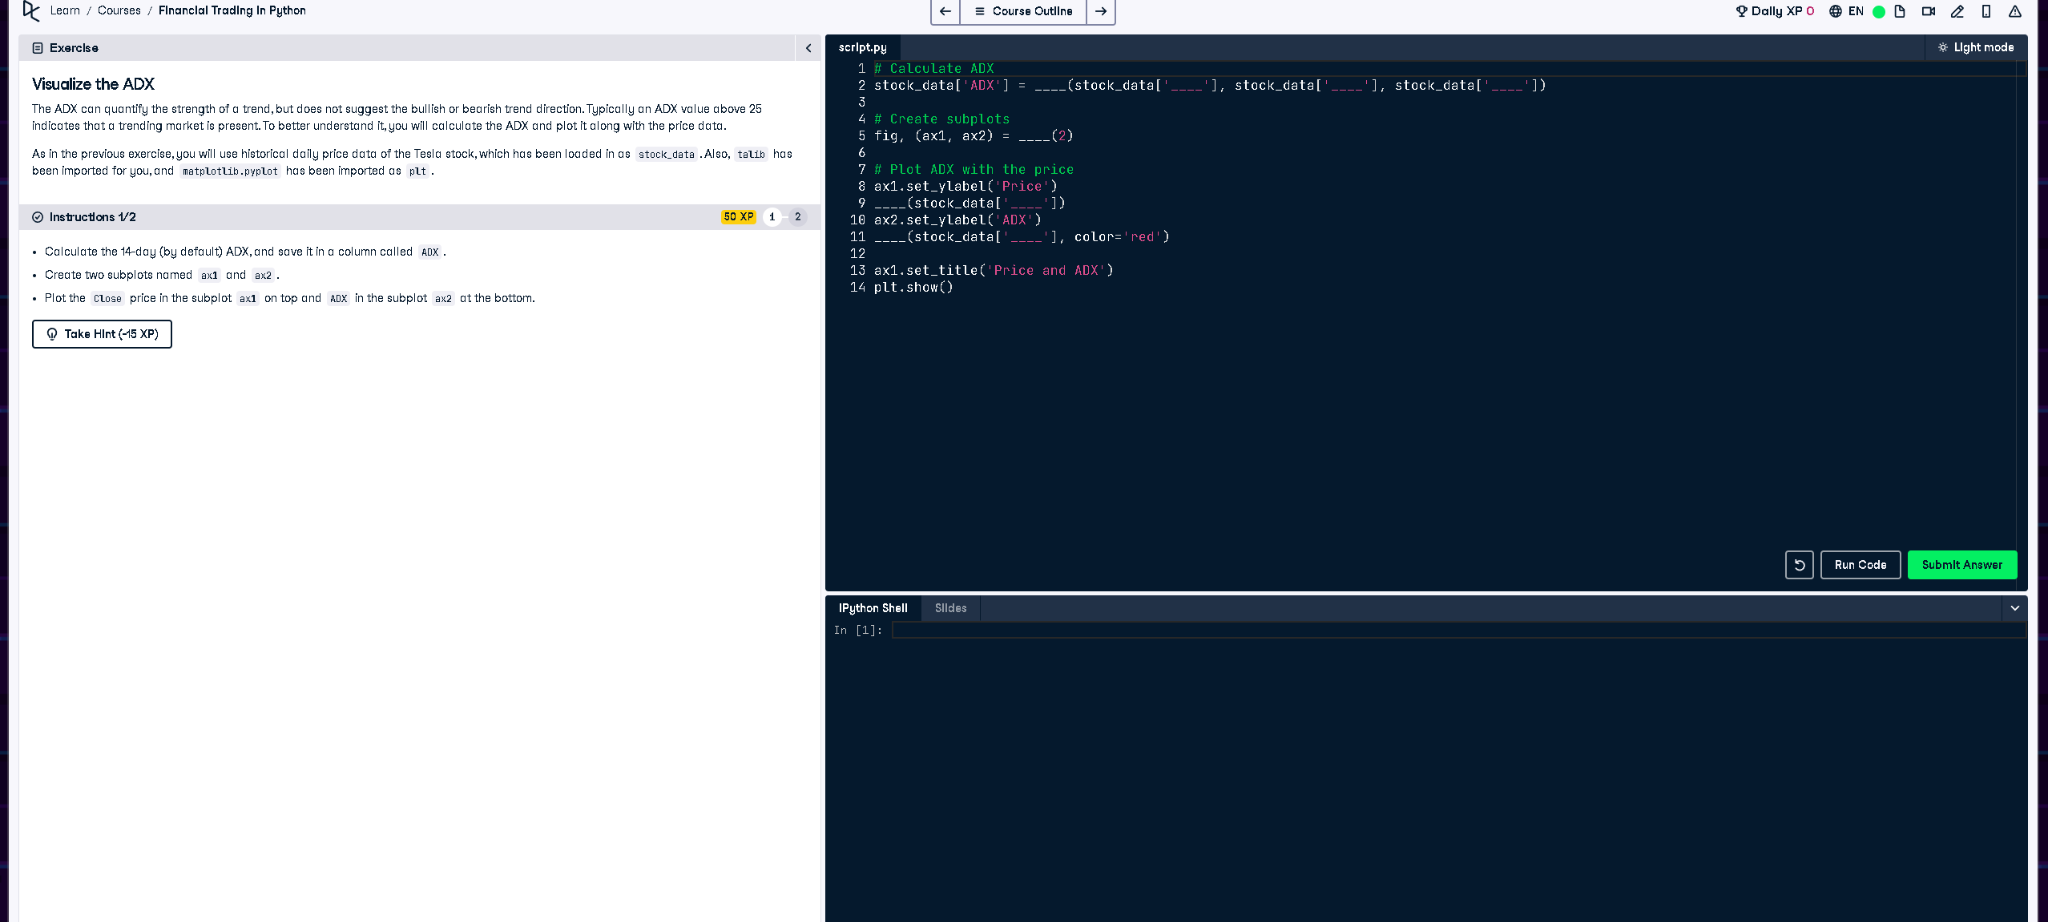 Learn / Courses / Financial Trading in Python
Course Outline
Daily XP 0
EN
Exercise
Visualize the ADX
The ADX can quantify the strength of a trend, but does not suggest the bullish or bearish trend direction. Typically an ADX value above 25
indicates that a trending market is present. To better understand it, you will calculate the ADX and plot it along with the price data.
As in the previous exercise, you will use historical daily price data of the Tesla stock, which has been loaded in as stock_data. Also, talib has
been imported for you, and matplotlib.pyplot has been imported as plt.
Instructions 1/2
50 XP
1
2
• Calculate the 14-day (by default) ADX, and save it in a column called ADX.
• Create two subplots named ax1 and ax2.
• Plot the Close price in the subplot ax1 on top and ADX in the subplot ax2 at the bottom.
Take Hint (-15 XP)
script.py
Light mode
1 # Calculate ADX
2 stock_data['ADX'] = ____(stock_data['____'], stock_data['____'], stock_data['____'])
3
4 # Create subplots
5 fig, (ax1, ax2) = ____(2)
6
7 # Plot ADX with the price
8 ax1.set_ylabel('Price')
9 ____(stock_data['____'])
10 ax2.set_ylabel('ADX')
11 ____(stock_data['____'], color='red')
12
13 ax1.set_title('Price and ADX')
14 plt.show()
Run Code
Submit Answer
IPython Shell
Slides
In [1]: